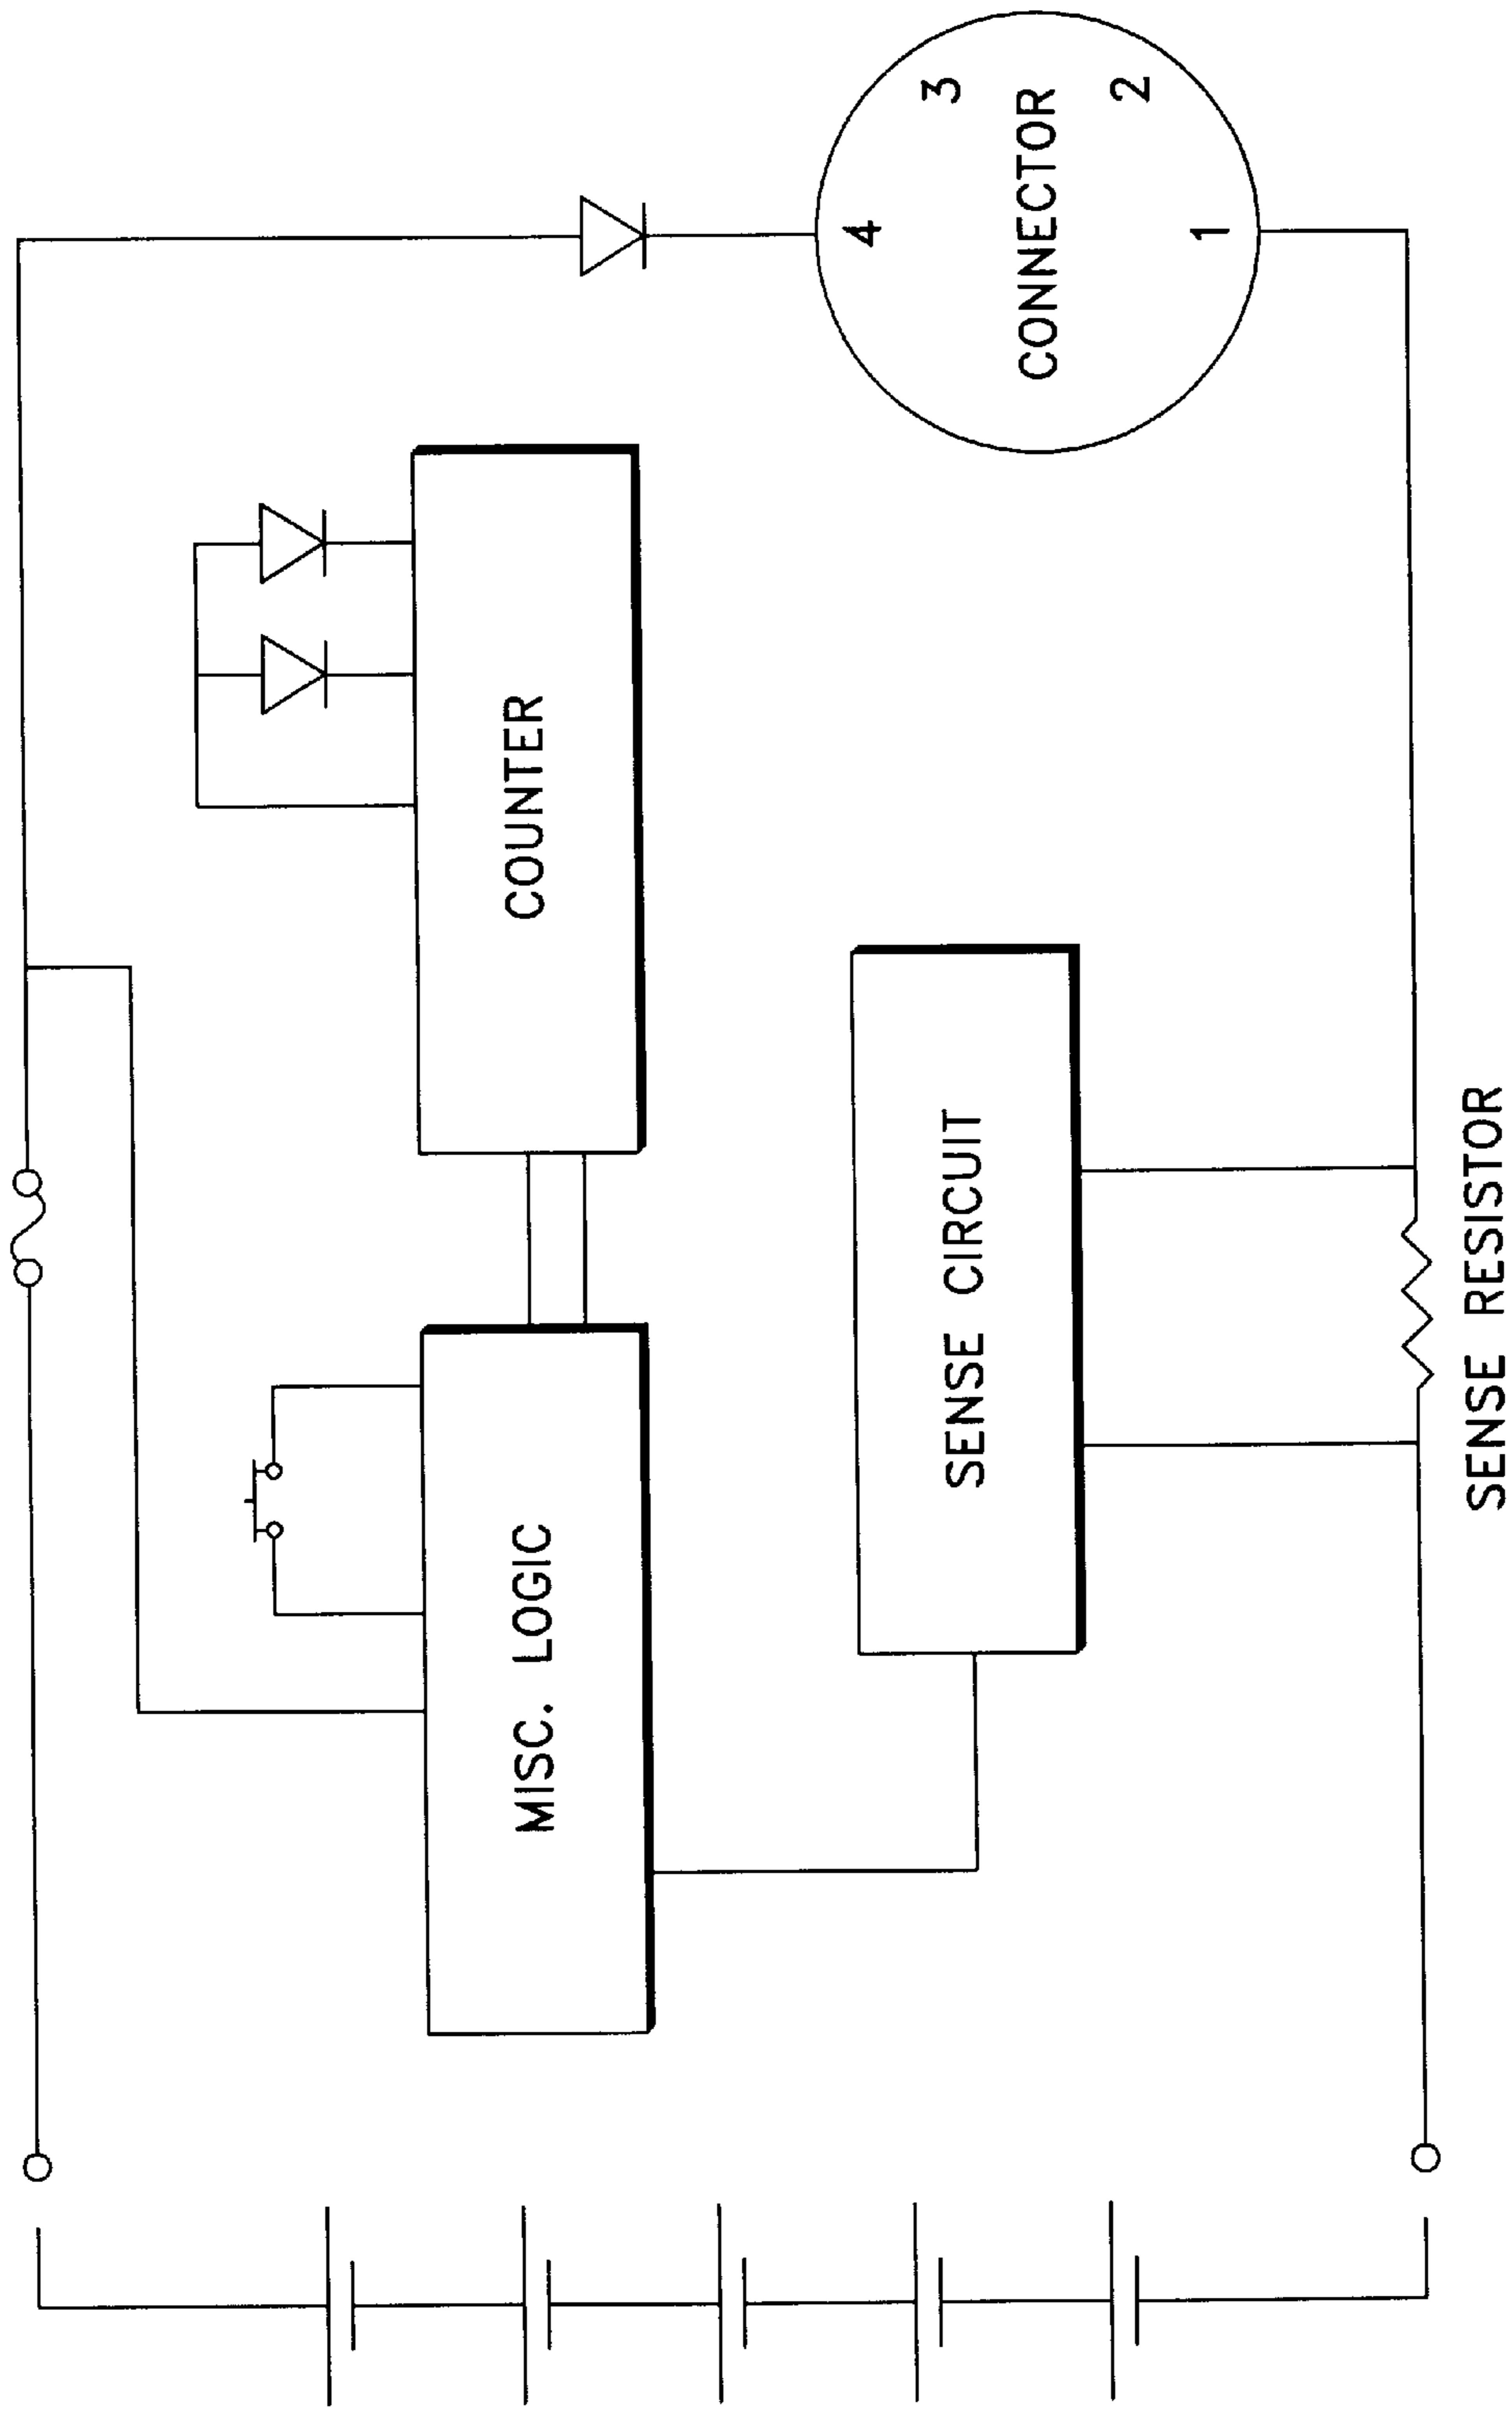 COUNTER
MISC. LOGIC
SENSE CIRCUIT
SENSE RESISTOR
4
3
CONNECTOR
1
2